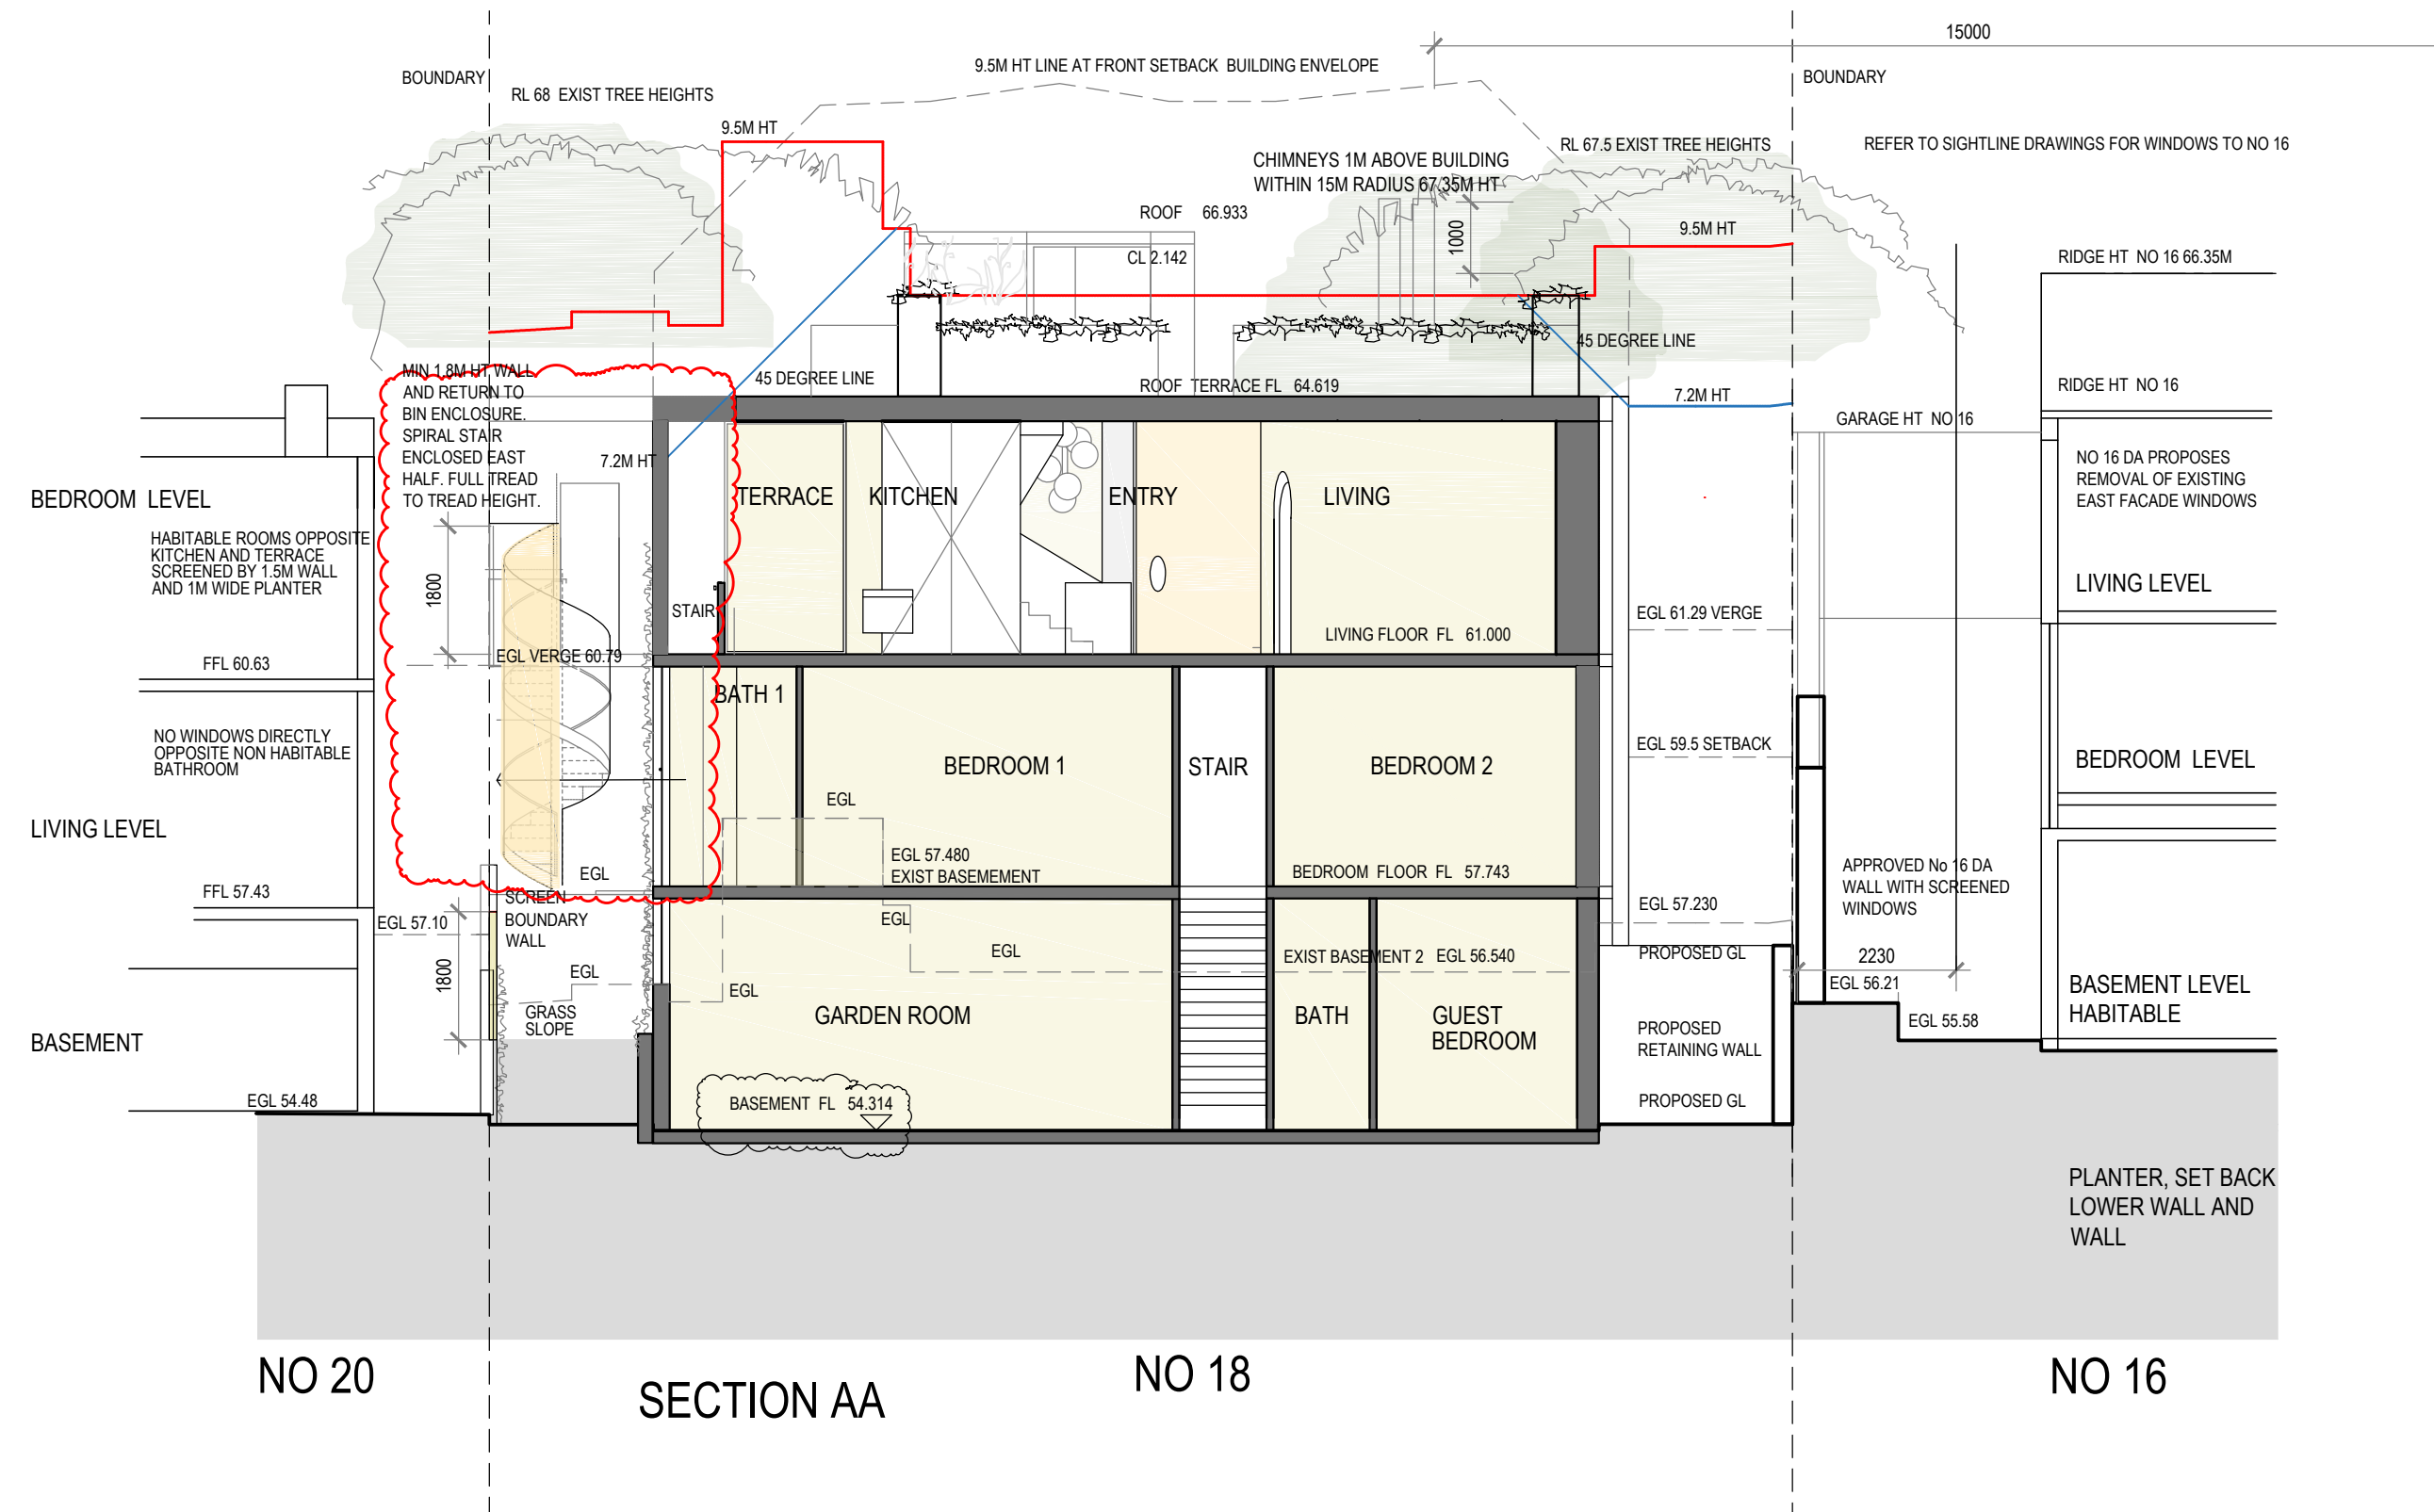 15000
BOUNDARY
9.5M HT LINE AT FRONT SETBACK  BUILDING ENVELOPE
BOUNDARY
RL 68  EXIST TREE HEIGHTS
9.5M HT
RL 67.5 EXIST TREE HEIGHTS
REFER TO SIGHTLINE DRAWINGS FOR WINDOWS TO NO 16
CHIMNEYS 1M ABOVE BUILDING
WITHIN 15M RADIUS 67.35M HT
ROOF    66.933
9.5M HT
1000
CL 2.142
RIDGE HT  NO 16 66.35M
45 DEGREE LINE
MIN 1.8M HT WALL
AND RETURN TO
BIN ENCLOSURE.
SPIRAL STAIR
ENCLOSED EAST
HALF. FULL TREAD
TO TREAD HEIGHT.
45 DEGREE LINE
ROOF  TERRACE FL  64.619
7.2M HT
RIDGE HT  NO 16
GARAGE HT  NO 16
7.2M HT
NO 16 DA PROPOSES
REMOVAL OF EXISTING
EAST FACADE WINDOWS
BEDROOM  LEVEL
TERRACE
KITCHEN
ENTRY
LIVING
HABITABLE ROOMS OPPOSITE
KITCHEN AND TERRACE
SCREENED BY 1.5M WALL
AND 1M WIDE PLANTER
1800
STAIR
LIVING LEVEL
EGL 61.29 VERGE
LIVING FLOOR  FL  61.000
EGL VERGE 60.79
FFL 60.63
BATH 1
NO WINDOWS DIRECTLY
OPPOSITE NON HABITABLE
BATHROOM
BEDROOM 1
STAIR
BEDROOM 2
EGL 59.5 SETBACK
BEDROOM  LEVEL
EGL
LIVING LEVEL
EGL 57.480
EXIST BASEMEMENT
BEDROOM  FLOOR  FL  57.743
EGL
APPROVED No 16 DA
WALL WITH SCREENED
WINDOWS
FFL 57.43
SCREEN
BOUNDARY
WALL
EGL 57.10
EGL
EGL 57.230
EGL
EXIST BASEMENT 2   EGL 56.540
PROPOSED GL
2230
1800
EGL
EGL
EGL 56.21
BASEMENT LEVEL
HABITABLE
GRASS
SLOPE
GARDEN ROOM
BATH
GUEST
BEDROOM
EGL 55.58
PROPOSED
RETAINING WALL
BASEMENT
EGL 54.48
BASEMENT  FL   54.314
PROPOSED GL
PLANTER, SET BACK
LOWER WALL AND
WALL
NO 20
SECTION AA
NO 18
NO 16